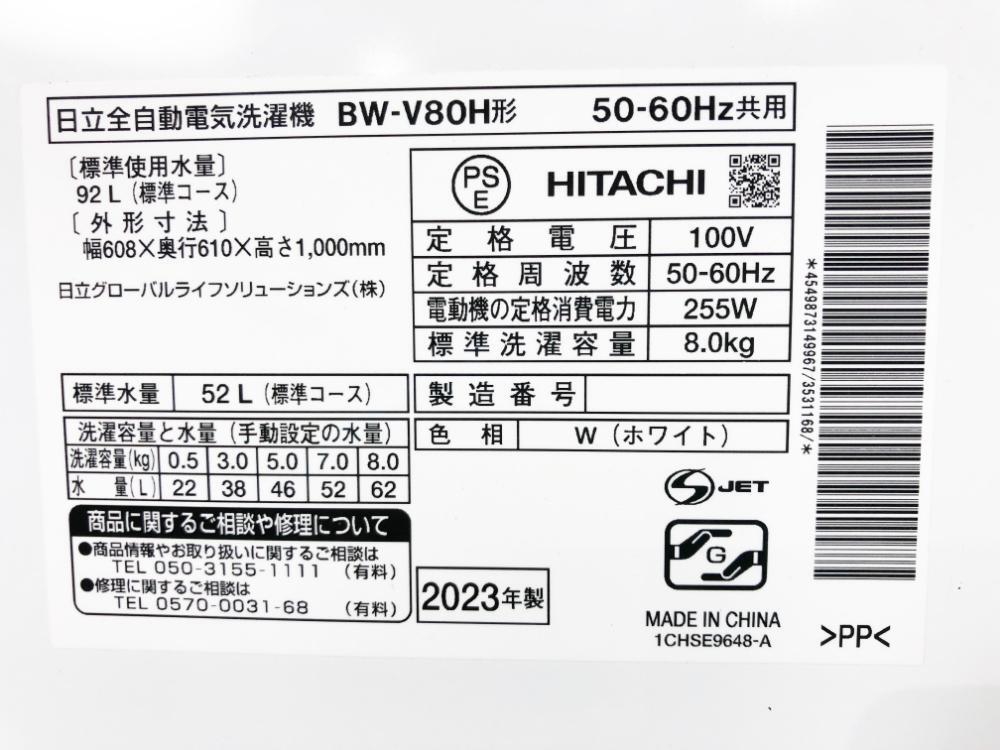 日立全自動電気洗濯機 BW-V80H形 50-60Hz共用
〔標準使用水量〕
92 L（標準コース）
〔外形寸法〕
幅608×奥行610×高さ1,000mm
日立グローバルライフソリューションズ(株)
PS
E
HITACHI
定格電圧 100V
定格周波数 50-60Hz
電動機の定格消費電力 255W
標準洗濯容量 8.0kg
標準水量 52 L（標準コース）
製造番号
洗濯容量と水量（手動設定の水量）
色相 W（ホワイト）
洗濯容量(kg) 0.5 3.0 5.0 7.0 8.0
水量(L) 22 38 46 52 62
商品に関するご相談や修理について
●商品情報やお取り扱いに関するご相談は
TEL 050-3155-1111 （有料）
●修理に関するご相談は
TEL 0570-0031-68 （有料）
2023年製
S JET
G
MADE IN CHINA
1CHSE9648-A
>PP<
*4549873149967/3531168/*